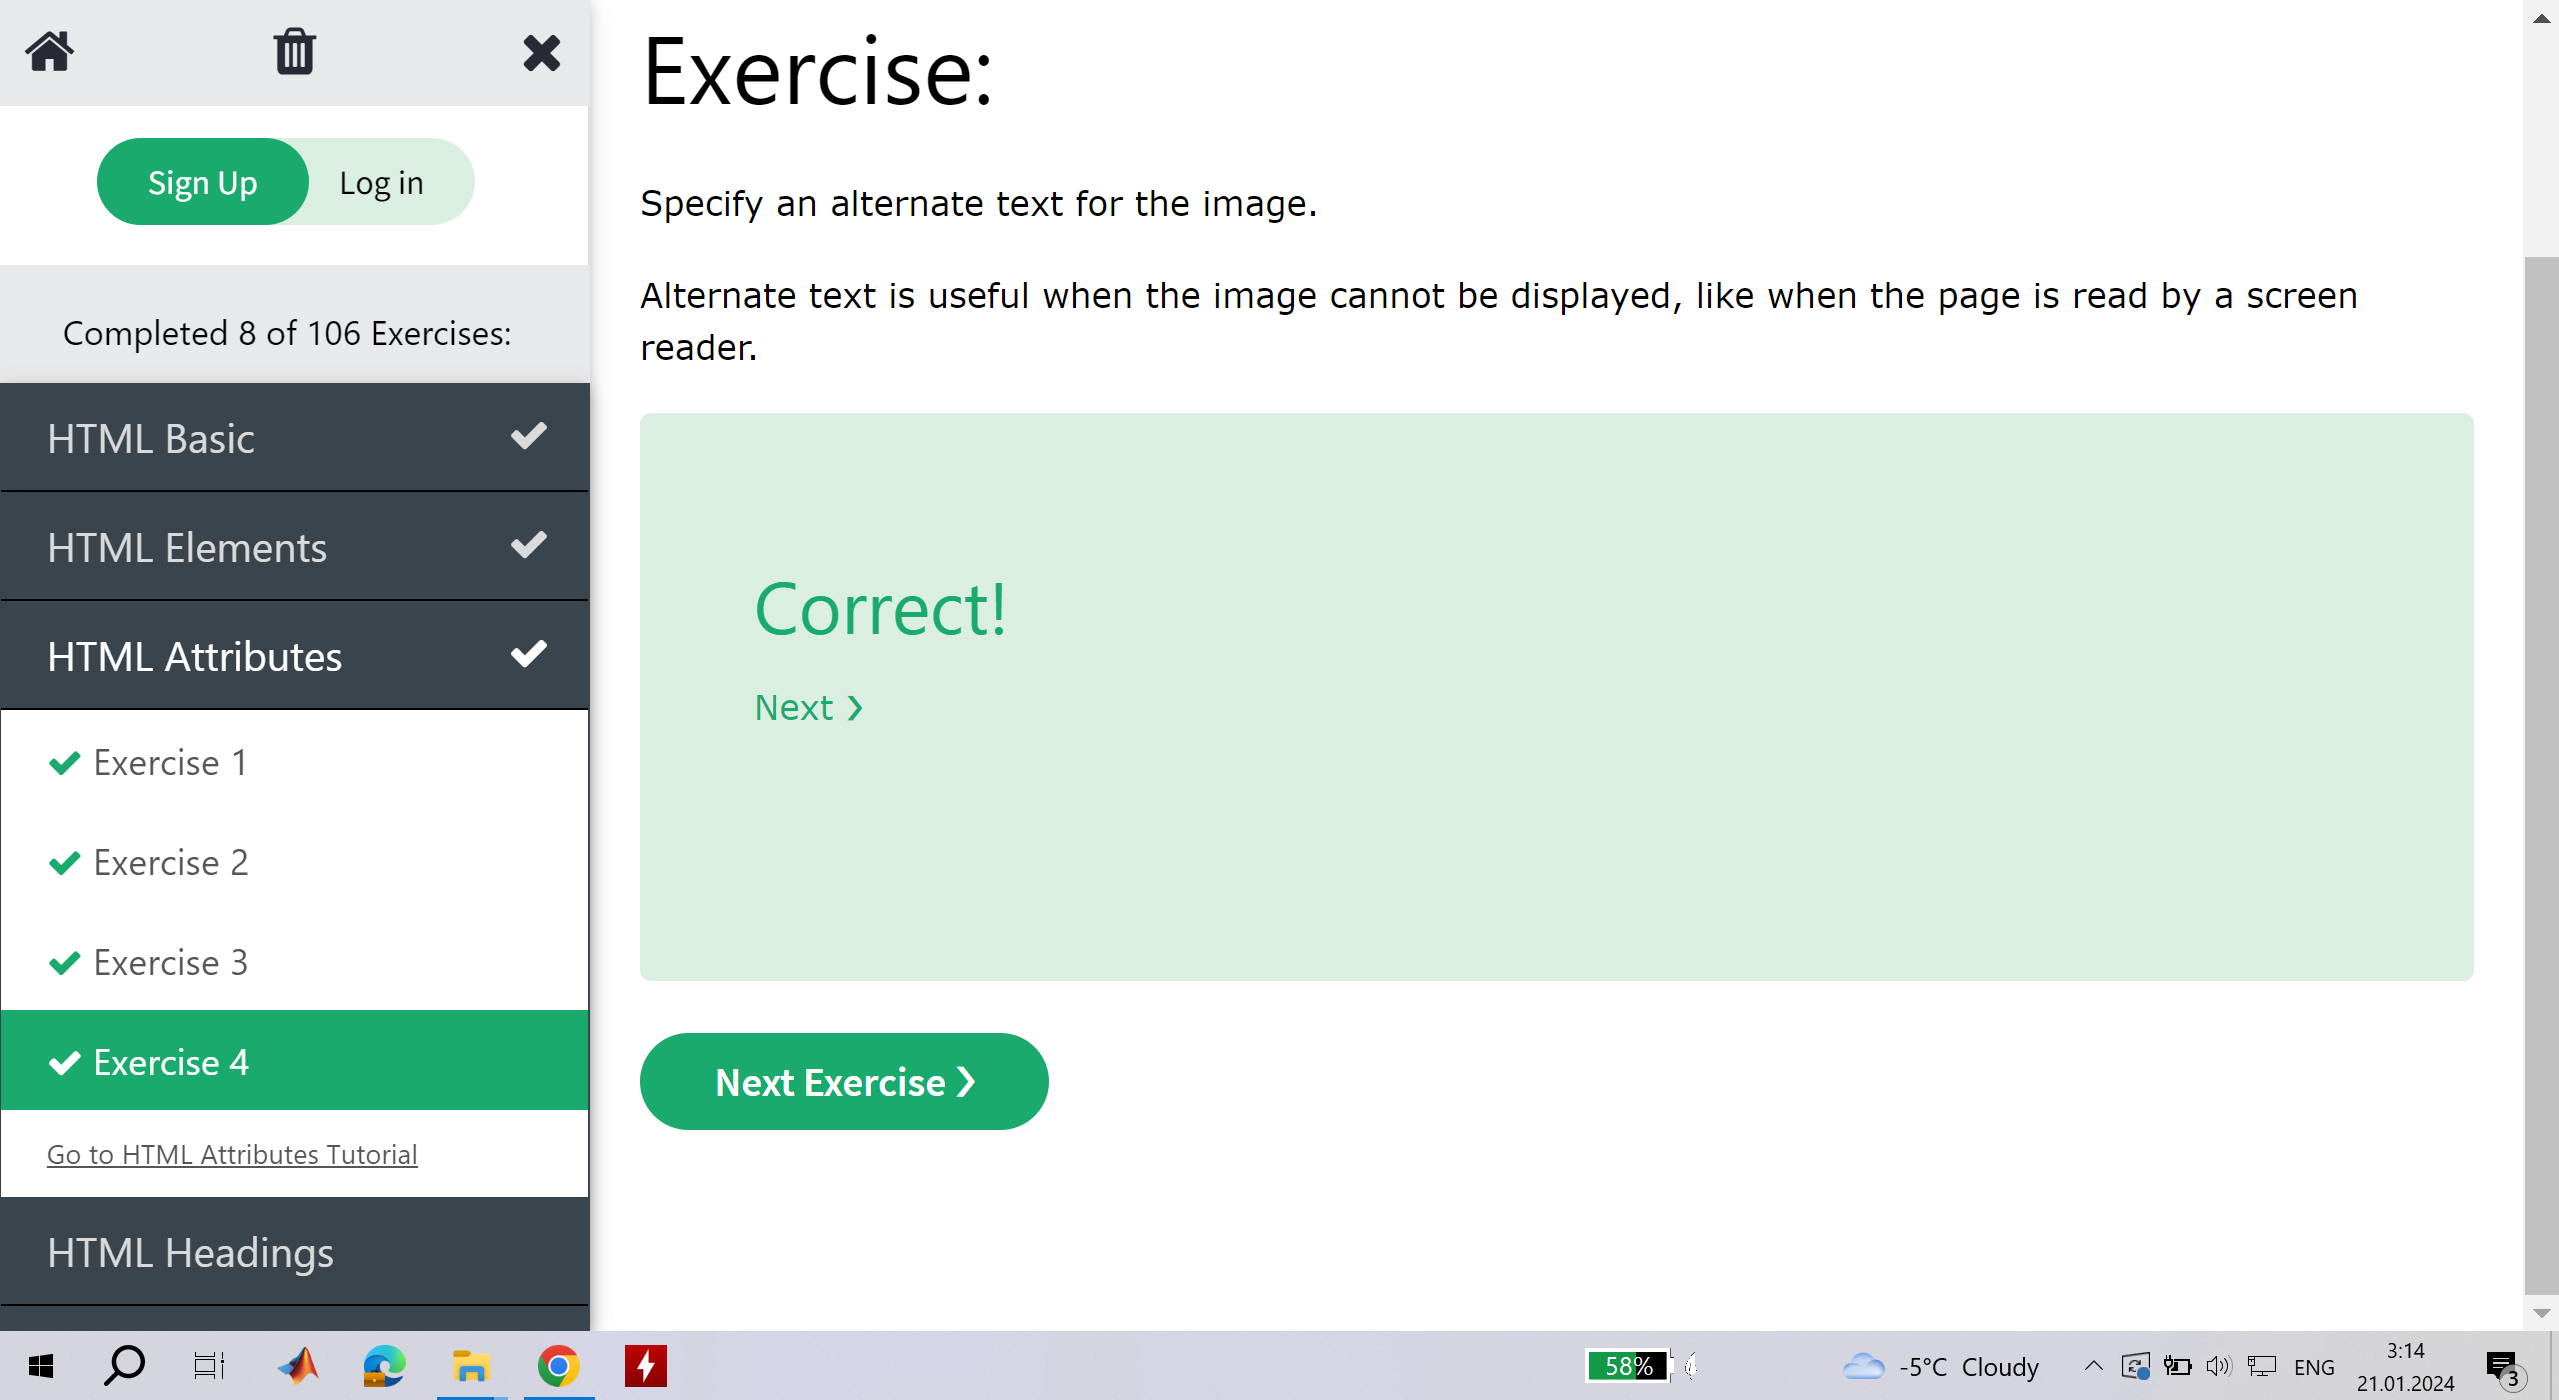 Sign Up
Log in
Completed 8 of 106 Exercises:
HTML Basic
HTML Elements
HTML Attributes
Exercise 1
Exercise 2
Exercise 3
Exercise 4
Go to HTML Attributes Tutorial
HTML Headings
Exercise:
Specify an alternate text for the image.
Alternate text is useful when the image cannot be displayed, like when the page is read by a screen
reader.
Correct!
Next ❯
Next Exercise ❯
58%
-5°C Cloudy
ENG
3:14
21.01.2024
3